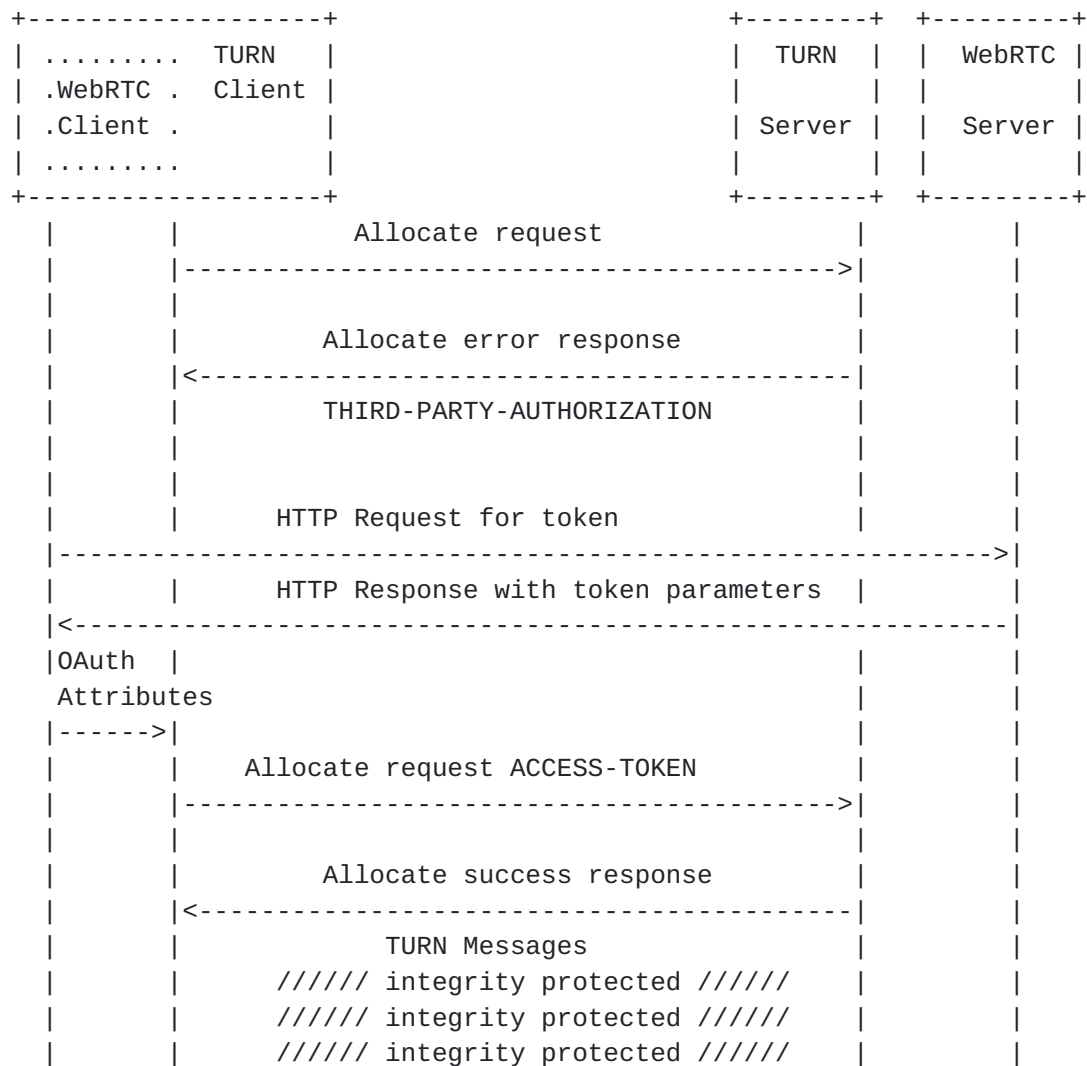 +-------------------+                         +--------+  +---------+
| .........  TURN   |                         |  TURN  |  |  WebRTC |
| .WebRTC .  Client |                         |        |  |         |
| .Client .         |                         | Server |  |  Server |
| .........         |                         |        |  |         |
+-------------------+                         +--------+  +---------+
  |       |           Allocate request                |         |
  |       |------------------------------------------>|         |
  |       |                                           |         |
  |       |         Allocate error response           |         |
  |       |<------------------------------------------|         |
  |       |         THIRD-PARTY-AUTHORIZATION         |         |
  |       |                                           |         |
  |       |                                           |         |
  |       |      HTTP Request for token               |         |
  |------------------------------------------------------------>|
  |       |      HTTP Response with token parameters  |         |
  |<------------------------------------------------------------|
  |OAuth  |                                           |         |
   Attributes                                         |         |
  |------>|                                           |         |
  |       |    Allocate request ACCESS-TOKEN          |         |
  |       |------------------------------------------>|         |
  |       |                                           |         |
  |       |         Allocate success response         |         |
  |       |<------------------------------------------|         |
  |       |             TURN Messages                 |         |
  |       |      ////// integrity protected //////    |         |
  |       |      ////// integrity protected //////    |         |
  |       |      ////// integrity protected //////    |         |